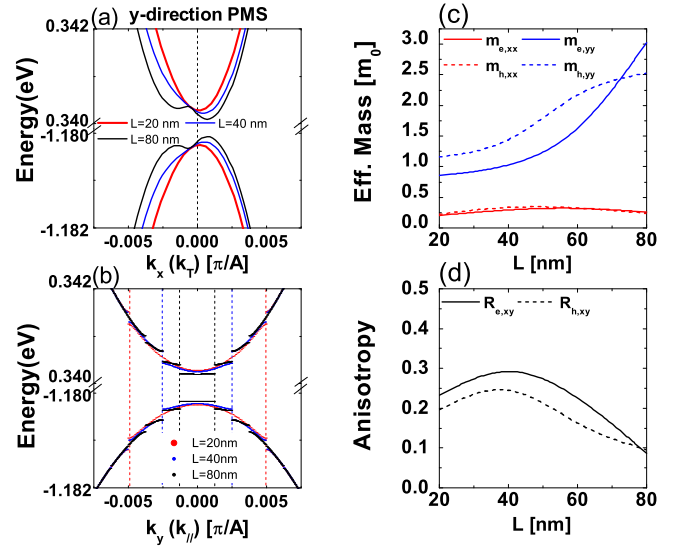 y-direction PMS
(a)
0.342
0.340
-1.180
-1.182
Energy(eV)
L=20 nm
L=40 nm
L=80 nm
-0.005 0.000 0.005
k_x (k_T) [π/A]
(b)
0.342
0.340
-1.180
-1.182
Energy(eV)
L=20nm
L=40nm
L=80nm
-0.005 0.000 0.005
k_y (k_//) [π/A]
(c)
3.0
2.5
2.0
1.5
1.0
0.5
0.0
Eff. Mass [m_0]
m_e,xx m_e,yy
m_h,xx m_h,yy
20 40 60 80
L [nm]
(d)
0.5
0.4
0.3
0.2
0.1
0.0
Anisotropy
R_e,xy R_h,xy
20 40 60 80
L [nm]